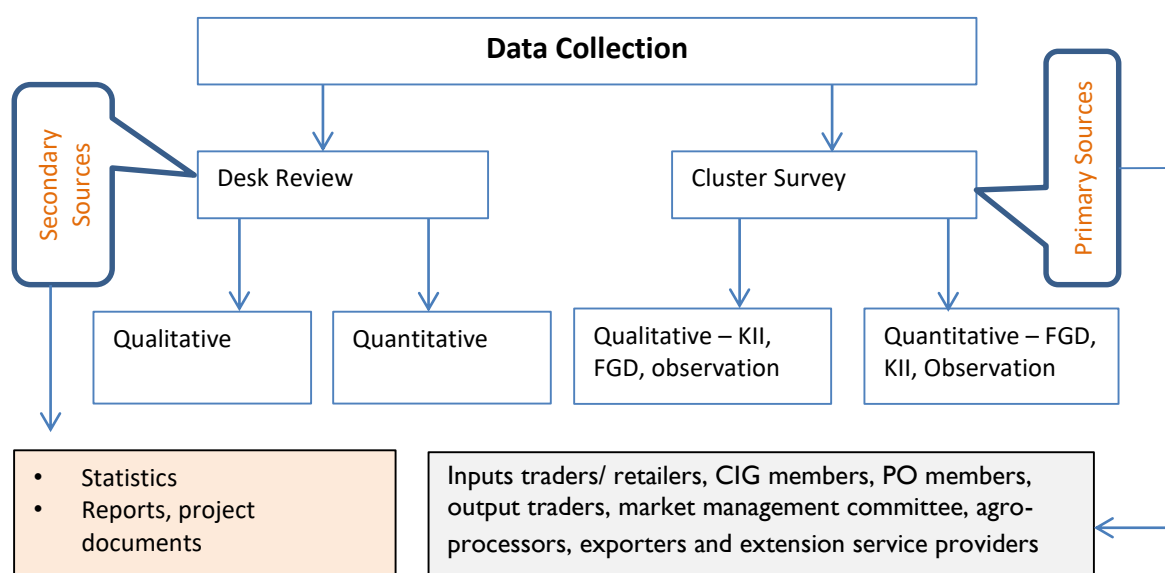 Data Collection
Secondary
Sources
Desk Review
Cluster Survey
Primary Sources
Qualitative
Quantitative
Qualitative – KII,
FGD, observation
Quantitative – FGD,
KII, Observation
• Statistics
• Reports, project
documents
Inputs traders/ retailers, CIG members, PO members,
output traders, market management committee, agro-
processors, exporters and extension service providers